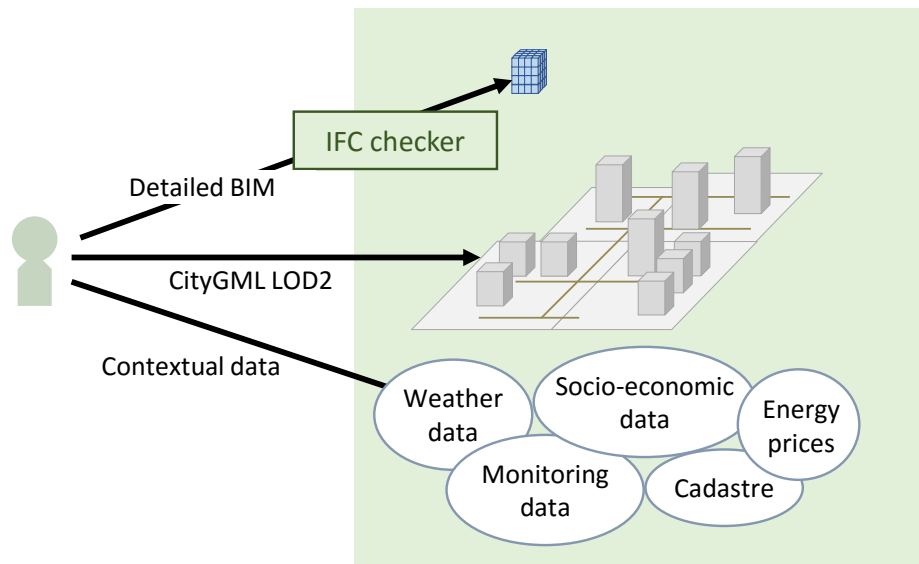 IFC checker
Detailed BIM
CityGML LOD2
Contextual data
Weather
data
Socio-economic
data
Energy
prices
Monitoring
data
Cadastre